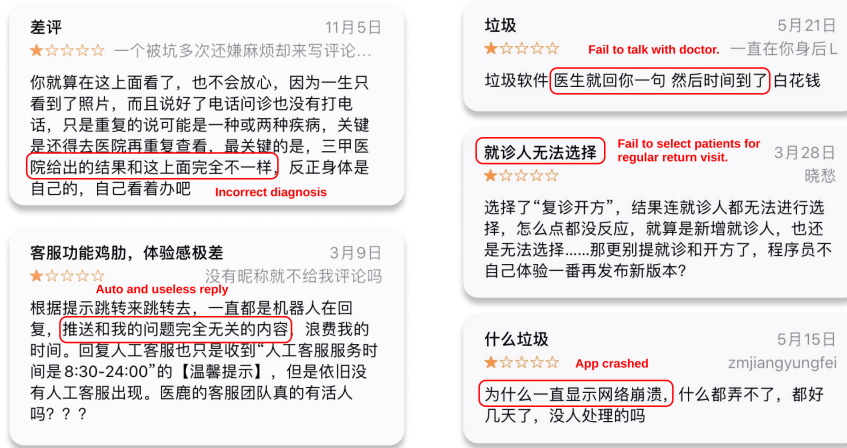 差评 11月5日
★☆☆☆☆ 一个被坑多次还嫌麻烦却来写评论...
你就算在这上面看了，也不会放心，因为一生只
看到了照片，而且说好了电话问诊也没有打电
话，只是重复的说可能是一种或两种疾病，关键
是还得去医院再重复查看，最关键的是，三甲医
院给出的结果和这上面完全不一样，反正身体是
自己的，自己看着办吧 Incorrect diagnosis
客服功能鸡肋，体验感极差 3月9日
★☆☆☆☆ 没有昵称就不给我评论吗
Auto and useless reply
根据提示跳转来跳转去，一直都是机器人在回
复，推送和我的问题完全无关的内容，浪费我的
时间。回复人工客服也只是收到“人工客服服务时
间是8:30-24:00”的【温馨提示】，但是依旧没
有人工客服出现。医鹿的客服团队真的有活人
吗？？？
垃圾 5月21日
★☆☆☆☆ Fail to talk with doctor. 一直在你身后L
垃圾软件 医生就回你一句 然后时间到了 白花钱
就诊人无法选择 Fail to select patients for
regular return visit. 3月28日
★☆☆☆☆ 晓愁
选择了“复诊开方”，结果连就诊人都无法进行选
择，怎么点都没反应，就算是新增就诊人，也还
是无法选择......那更别提就诊和开方了，程序员不
自己体验一番再发布新版本？
什么垃圾 5月15日
★☆☆☆☆ App crashed zmjiangyungfei
为什么一直显示网络崩溃，什么都弄不了，都好
几天了，没人处理的吗